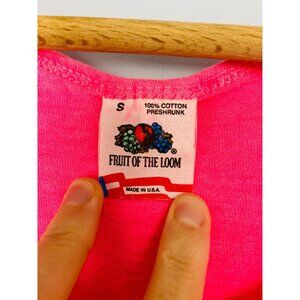 S
100% COTTON
PRESHRUNK
®
FRUIT OF THE LOOM
MADE IN U.S.A.